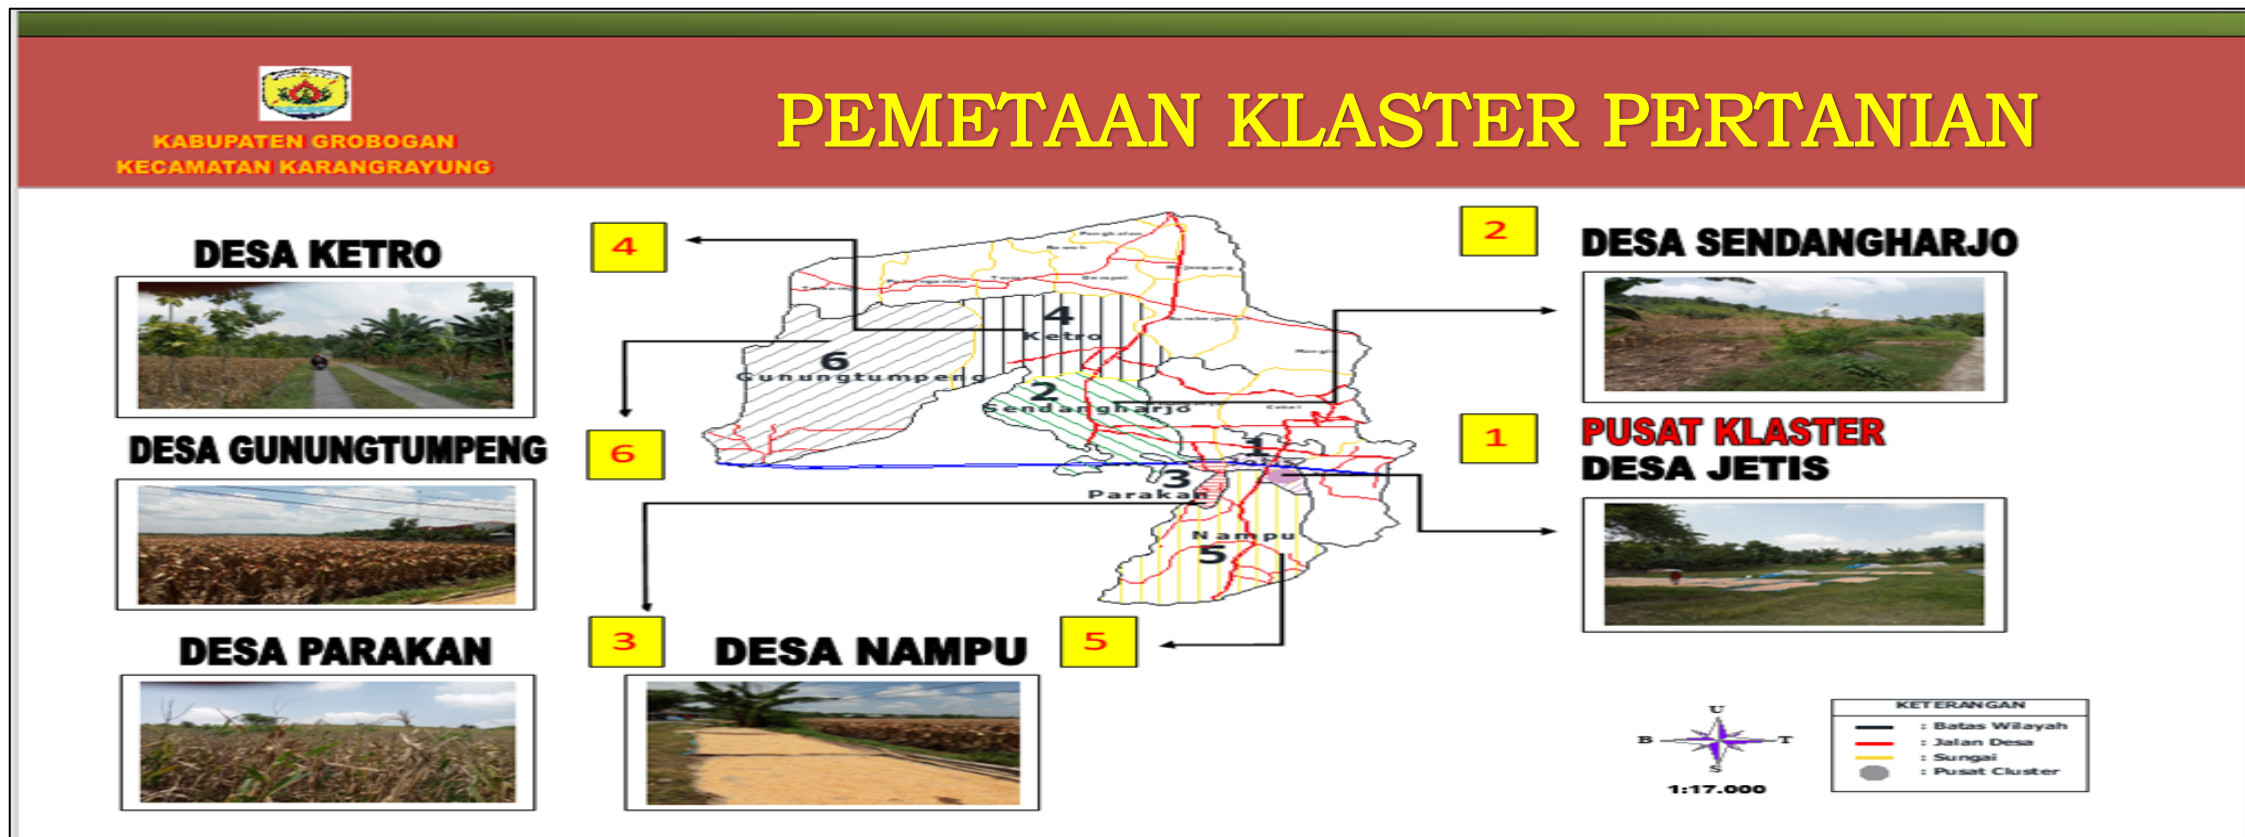 KABUPATEN GROBOGAN
KECAMATAN KARANGRAYUNG
PEMETAAN KLASTER PERTANIAN
DESA KETRO
4
2
DESA SENDANGHARJO
DESA GUNUNGTUMPENG
6
1
PUSAT KLASTER
DESA JETIS
DESA PARAKAN
3
DESA NAMPU
5
4
Ketro
6
Gunungtumpeng
2
Sendangharjo
1
3
Parakan
Nampu
5
U
B
T
S
1:17.000
KETERANGAN
: Batas Wilayah
: Jalan Desa
: Sungai
: Pusat Cluster